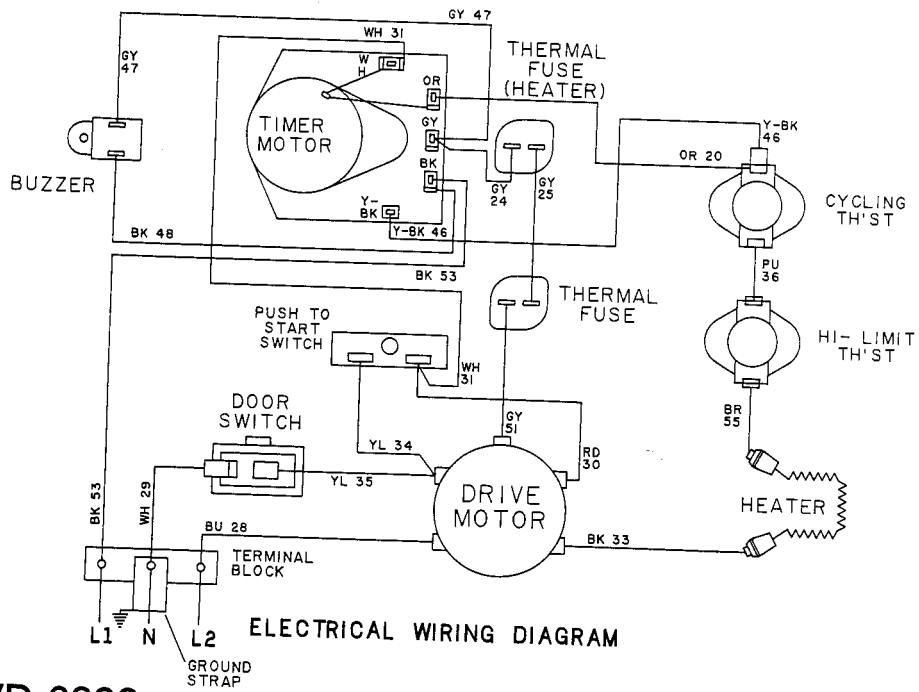 GY 47
WH 31
GY
47
W
H
THERMAL
FUSE
(HEATER)
OR
TIMER
MOTOR
GY
BK
Y-BK
46
OR 20
BUZZER
GY
24
GY
25
CYCLING
TH'ST
Y-
BK
Y-BK 46
BK 48
BK 53
PU
36
THERMAL
FUSE
PUSH TO
START
SWITCH
HI- LIMIT
TH'ST
WH
31
BR
55
DOOR
SWITCH
GY
51
RD
30
YL 34
YL 35
BK 53
WH 29
DRIVE
MOTOR
HEATER
BU 28
BK 33
TERMINAL
BLOCK
L1
N
L2
ELECTRICAL WIRING DIAGRAM
GROUND
STRAP